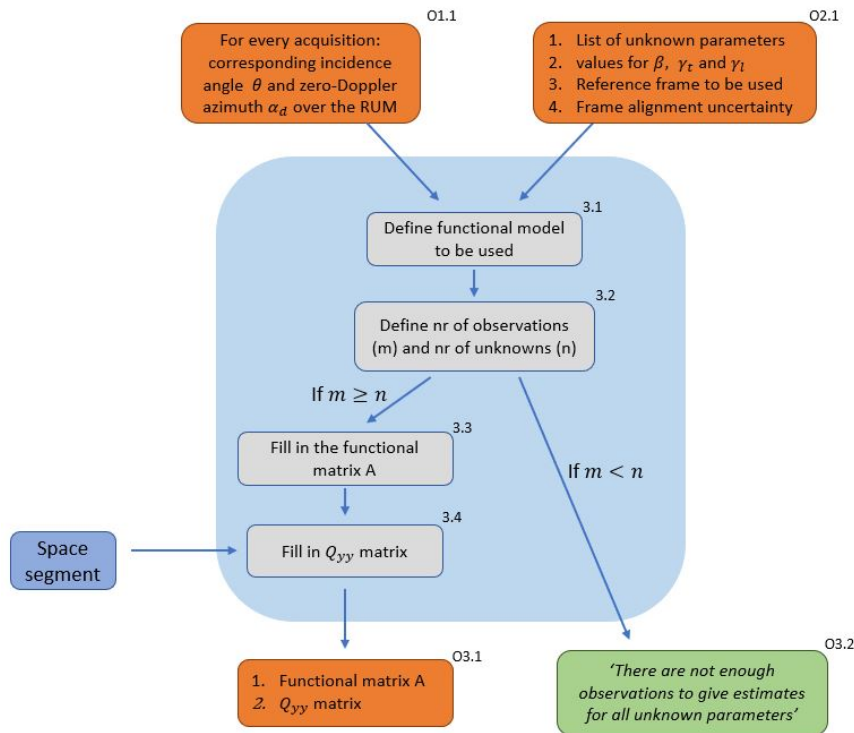 O1.1
For every acquisition:
corresponding incidence
angle θ and zero-Doppler
azimuth α_d over the RUM
O2.1
1. List of unknown parameters
2. values for β, γ_t and γ_l
3. Reference frame to be used
4. Frame alignment uncertainty
3.1
Define functional model
to be used
3.2
Define nr of observations
(m) and nr of unknowns (n)
If m ≥ n
If m < n
3.3
Fill in the functional
matrix A
3.4
Fill in Q_yy matrix
Space
segment
O3.1
1. Functional matrix A
2. Q_yy matrix
O3.2
‘There are not enough
observations to give estimates
for all unknown parameters’